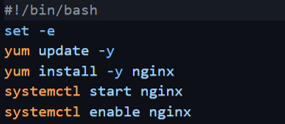 #!/bin/bash
set -e
yum update -y
yum install -y nginx
systemctl start nginx
systemctl enable nginx